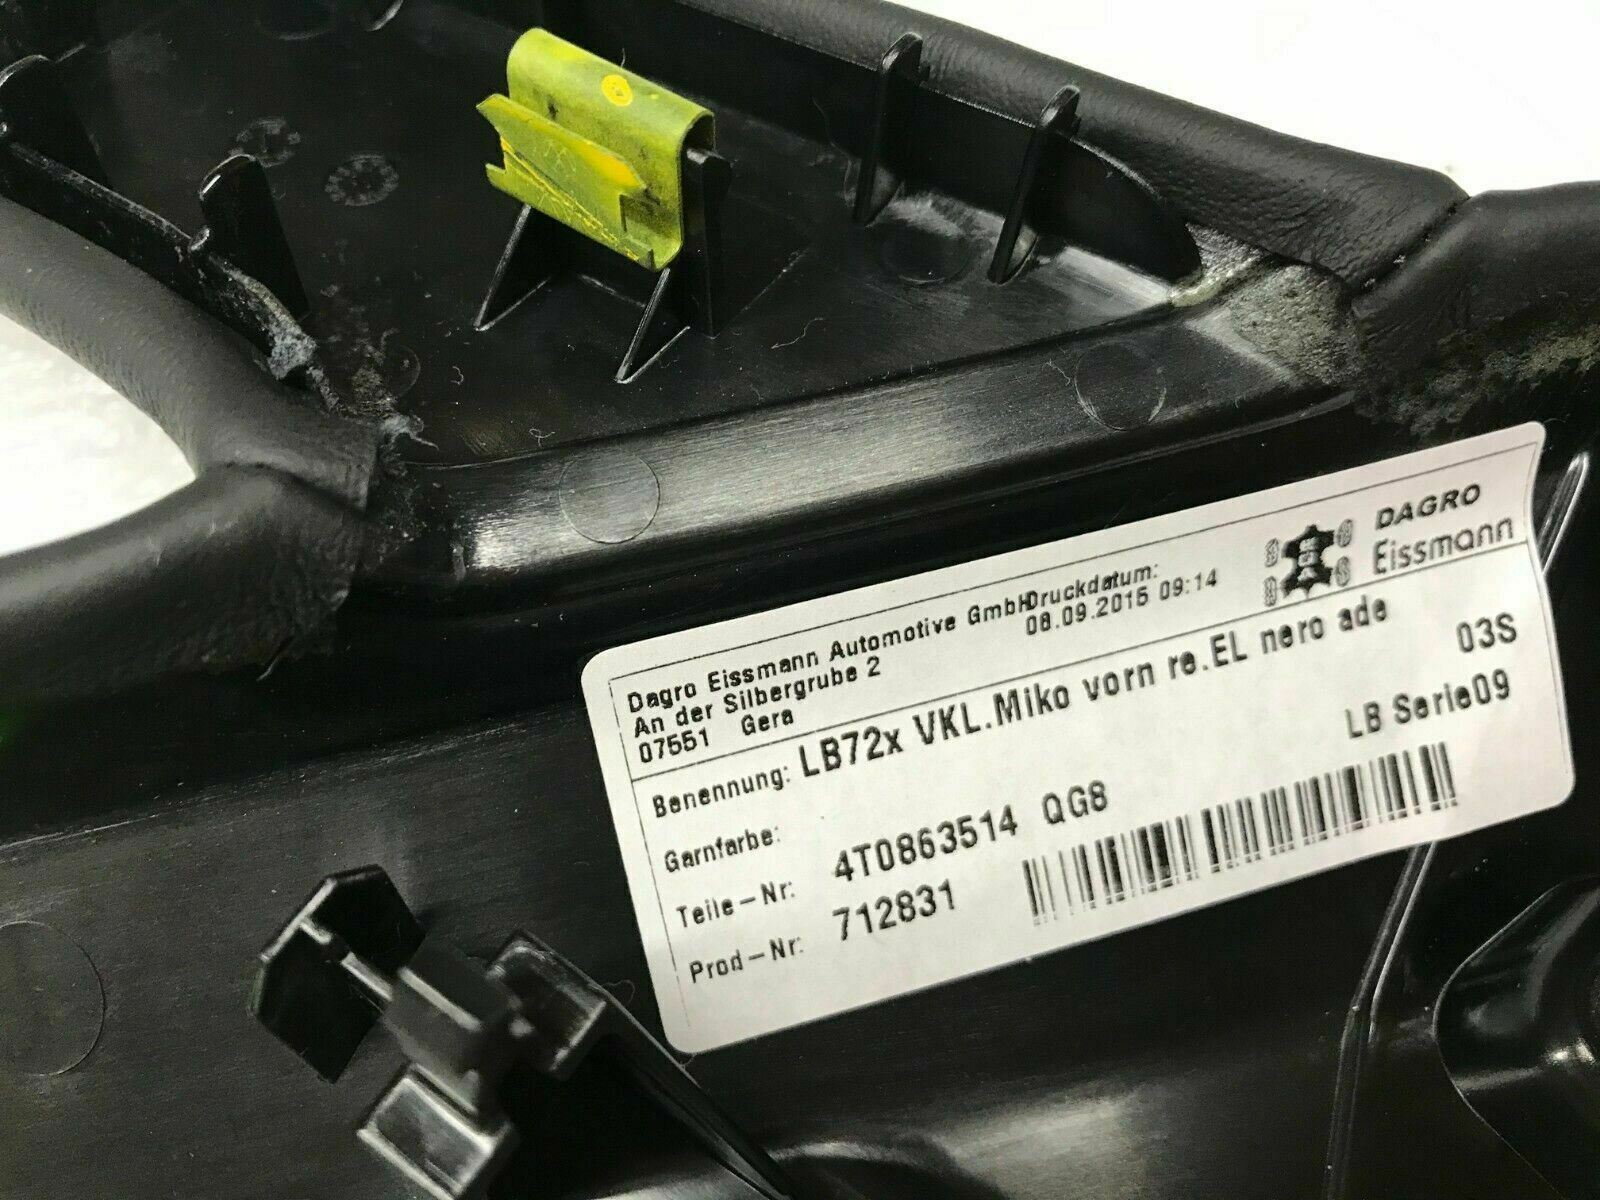 Dagro Eissmann Automotive GmbH
An der Silbergrube 2
07551 Gera
Druckdatum:
08.09.2015 09:14
DAGRO
Eissmann
Benennung: LB72x VKL.Miko vorn re.EL nero ade
03S
Garnfarbe:
LB Serie09
Teile-Nr: 4T0863514 QG8
Prod-Nr: 712831